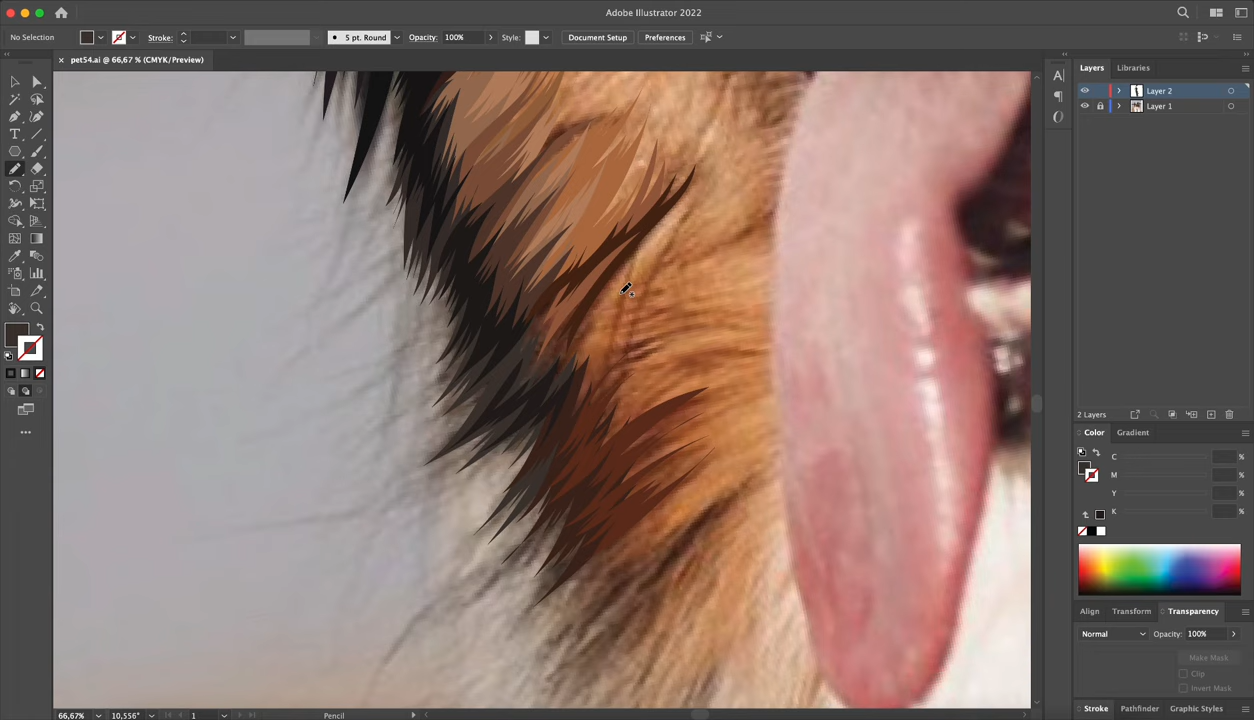 Adobe Illustrator 2022
No Selection
Stroke:
5 pt. Round
Opacity:
100%
Style:
Document Setup
Preferences
pet54.ai @ 66,67 % (CMYK/Preview)
Layers
Libraries
Layer 2
Layer 1
2 Layers
Color
Gradient
C
%
M
%
Y
%
K
%
Align
Transform
Transparency
Normal
Opacity:
100%
Make Mask
Clip
Invert Mask
Stroke
Pathfinder
Graphic Styles
66,67%
10,556°
1
Pencil